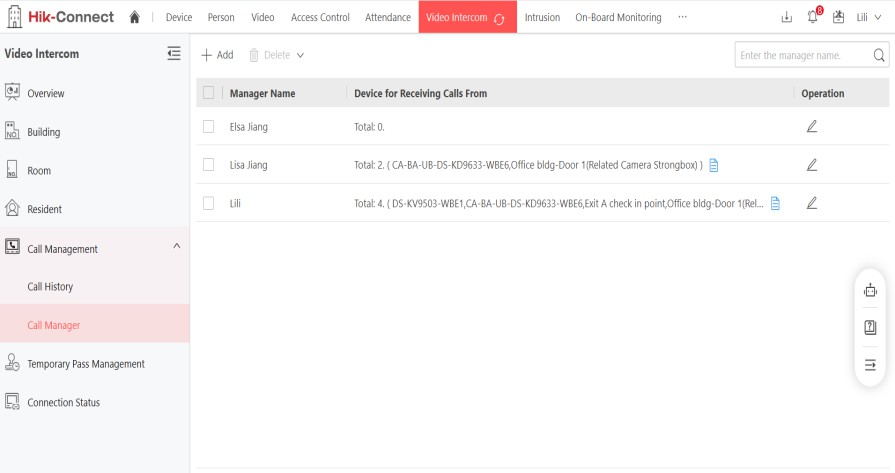 Hik-Connect Device Person Video Access Control Attendance Video Intercom Intrusion On-Board Monitoring ... 8 Lili
Video Intercom
Add Delete Enter the manager name.
Manager Name Device for Receiving Calls From Operation
Overview
Elsa Jiang Total: 0.
NO. Building
Lisa Jiang Total: 2. ( CA-BA-UB-DS-KD9633-WBE6,Office bldg-Door 1(Related Camera Strongbox) )
NO. Room
Lili Total: 4. ( DS-KV9503-WBE1,CA-BA-UB-DS-KD9633-WBE6,Exit A check in point,Office bldg-Door 1(Rel...
Resident
Call Management
Call History
Call Manager
Temporary Pass Management
Connection Status